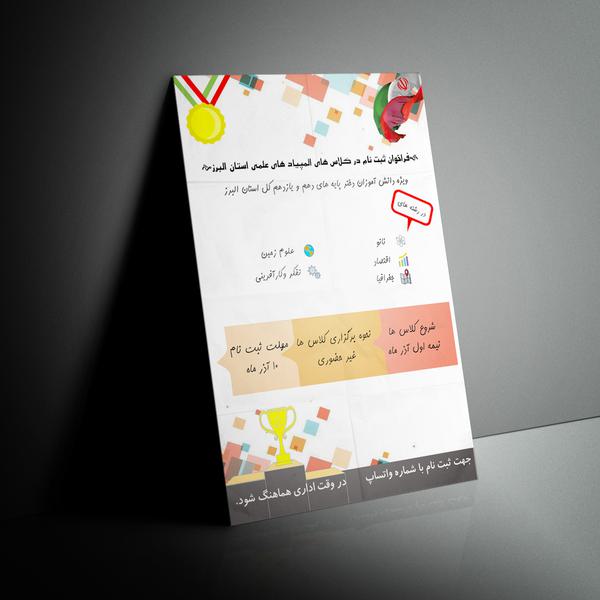 فراخوان ثبت نام در کلاس های المپیاد های علمی استان البرز
ویژه دانش آموزان دختر پایه های دهم و یازدهم کل استان البرز
در رشته های
نانو
اقتصاد
جغرافیا
علوم زمین
تفکر و کارآفرینی
شروع کلاس ها
نیمه اول آذر ماه
نحوه برگزاری کلاس ها
غیر حضوری
مهلت ثبت نام
۱۰ آذر ماه
جهت ثبت نام با شماره واتساپ
در وقت اداری هماهنگ شود.